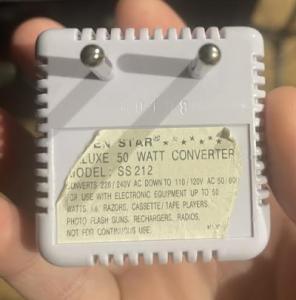 EN STAR
LUXE 50 WATT CONVERTER
MODEL: SS212
VERTS 220/240V AC DOWN TO 110/120V AC 50/60
FOR USE WITH ELECTRONIC EQUIPMENT UP TO 50
WATTS. RAZORS, CASSETTE/TAPE PLAYERS,
PHOTO FLASH GUNS, RECHARGERS, RADIOS.
NOT FOR CONTINUOUS USE.